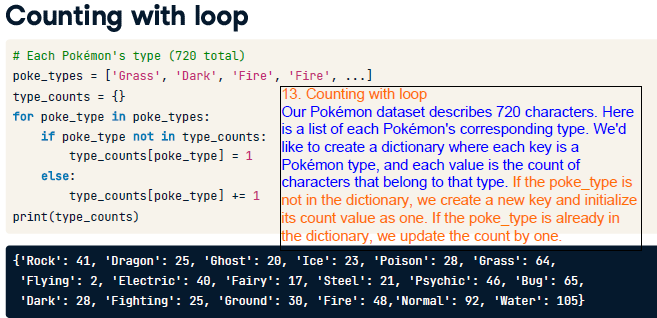 Counting with loop
# Each Pokémon's type (720 total)
poke_types = ['Grass', 'Dark', 'Fire', 'Fire', ...]
type_counts = {}
for poke_type in poke_types:
    if poke_type not in type_counts:
        type_counts[poke_type] = 1
    else:
        type_counts[poke_type] += 1
print(type_counts)
13. Counting with loop
Our Pokémon dataset describes 720 characters. Here
is a list of each Pokémon's corresponding type. We'd
like to create a dictionary where each key is a
Pokémon type, and each value is the count of
characters that belong to that type. If the poke_type is
not in the dictionary, we create a new key and initialize
its count value as one. If the poke_type is already in
the dictionary, we update the count by one.
{'Rock': 41, 'Dragon': 25, 'Ghost': 20, 'Ice': 23, 'Poison': 28, 'Grass': 64,
'Flying': 2, 'Electric': 40, 'Fairy': 17, 'Steel': 21, 'Psychic': 46, 'Bug': 65,
'Dark': 28, 'Fighting': 25, 'Ground': 30, 'Fire': 48,'Normal': 92, 'Water': 105}